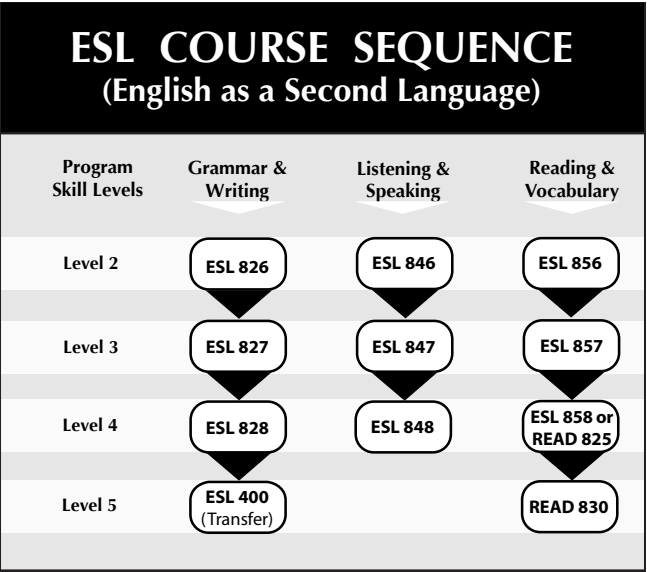 ESL COURSE SEQUENCE
(English as a Second Language)
Program
Skill Levels
Grammar &
Writing
Listening &
Speaking
Reading &
Vocabulary
Level 2
ESL 826
ESL 846
ESL 856
Level 3
ESL 827
ESL 847
ESL 857
Level 4
ESL 828
ESL 848
ESL 858 or
READ 825
Level 5
ESL 400
(Transfer)
READ 830